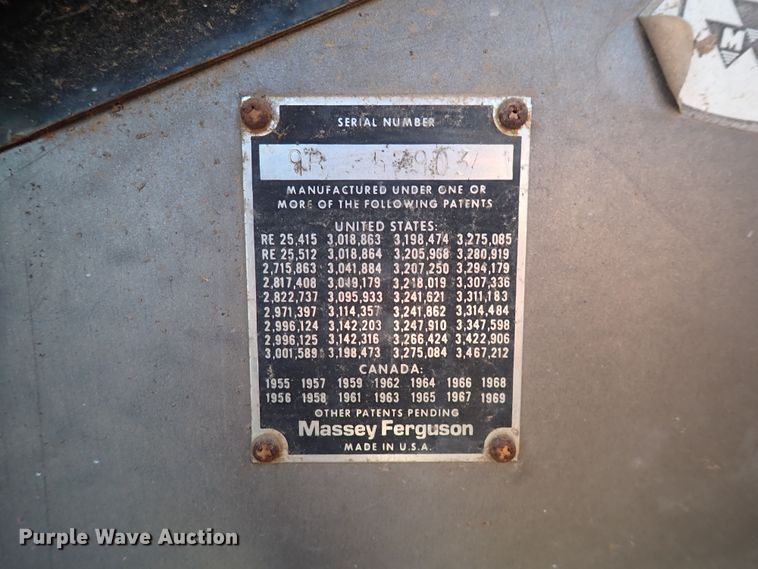 SERIAL NUMBER
MANUFACTURED UNDER ONE OR
MORE OF THE FOLLOWING PATENTS
UNITED STATES:
RE 25,415 3,018,863 3,198,474 3,275,085
RE 25,512 3,018,864 3,205,968 3,280,919
2,715,863 3,041,884 3,207,250 3,294,179
2,817,408 3,049,179 3,218,019 3,307,336
2,822,737 3,095,933 3,241,621 3,311,183
2,971,397 3,114,357 3,241,862 3,314,484
2,996,124 3,142,203 3,247,910 3,347,598
2,996,125 3,142,316 3,266,424 3,422,906
3,001,589 3,198,473 3,275,084 3,467,212
CANADA:
1955 1957 1959 1962 1964 1966 1968
1956 1958 1961 1963 1965 1967 1969
OTHER PATENTS PENDING
Massey Ferguson
MADE IN U.S.A.
Purple Wave Auction